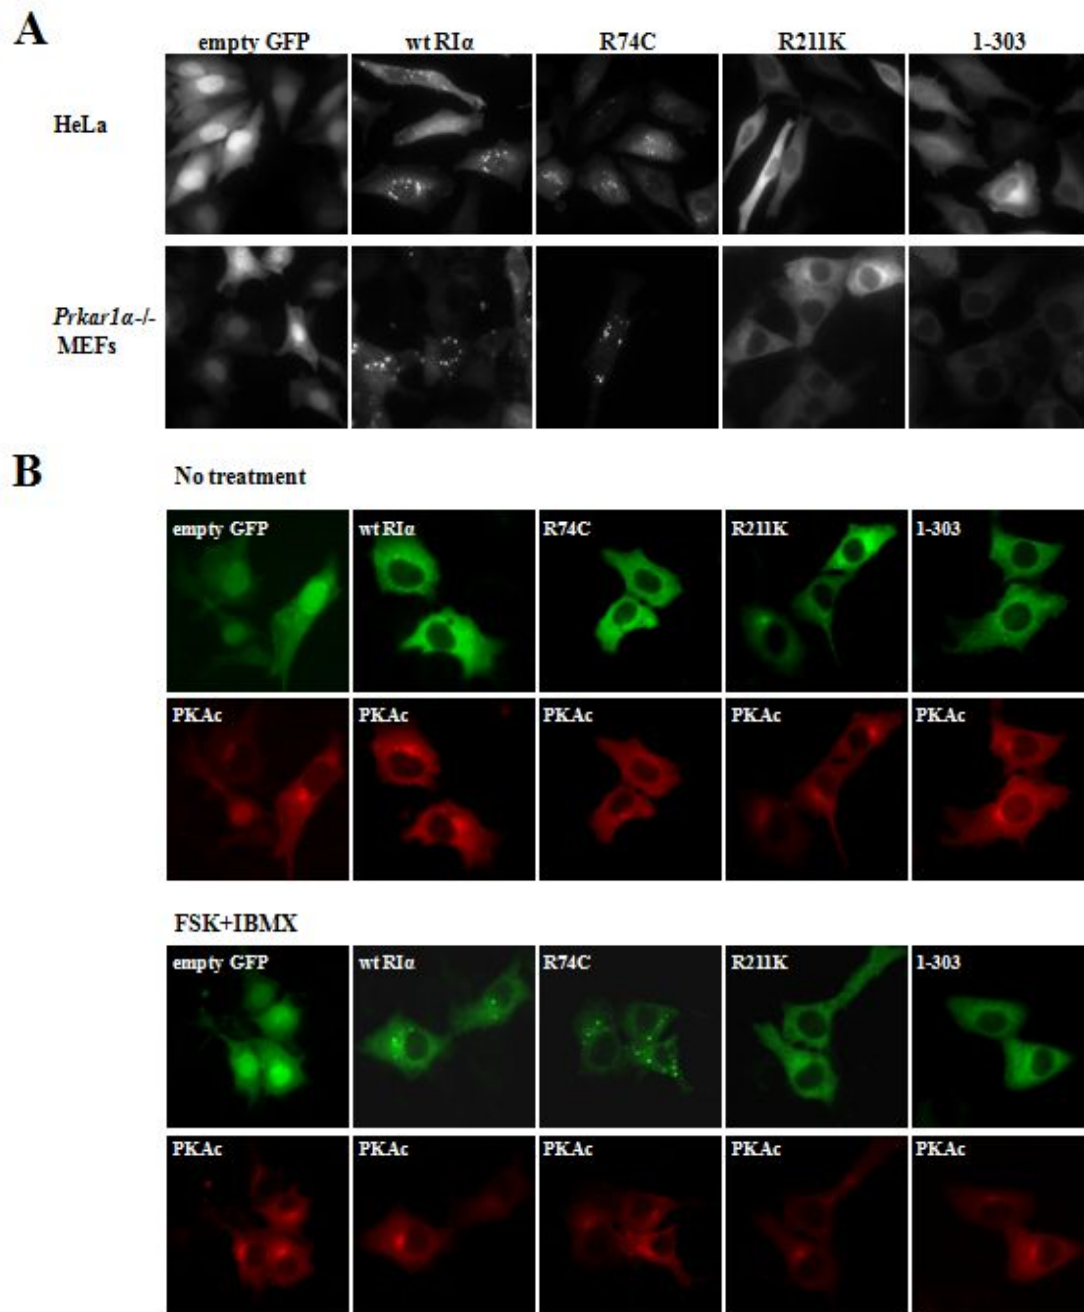 A
empty GFP wt RIα R74C R211K 1-303
HeLa
Prkar1α-/-
MEFs
B
No treatment
empty GFP wt RIα R74C R211K 1-303
PKAc PKAc PKAc PKAc PKAc
FSK+IBMX
empty GFP wt RIα R74C R211K 1-303
PKAc PKAc PKAc PKAc PKAc